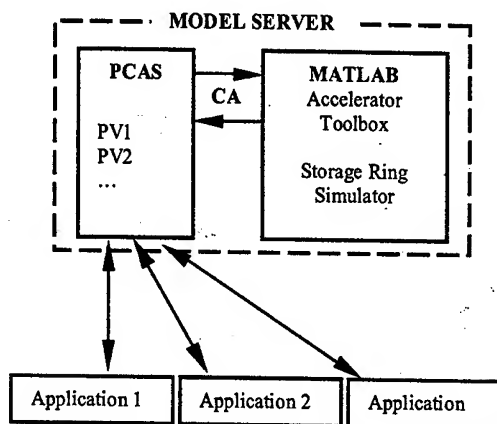 MODEL SERVER
PCAS
CA
PV1
PV2
...
MATLAB
Accelerator
Toolbox
Storage Ring
Simulator
Application 1
Application 2
Application